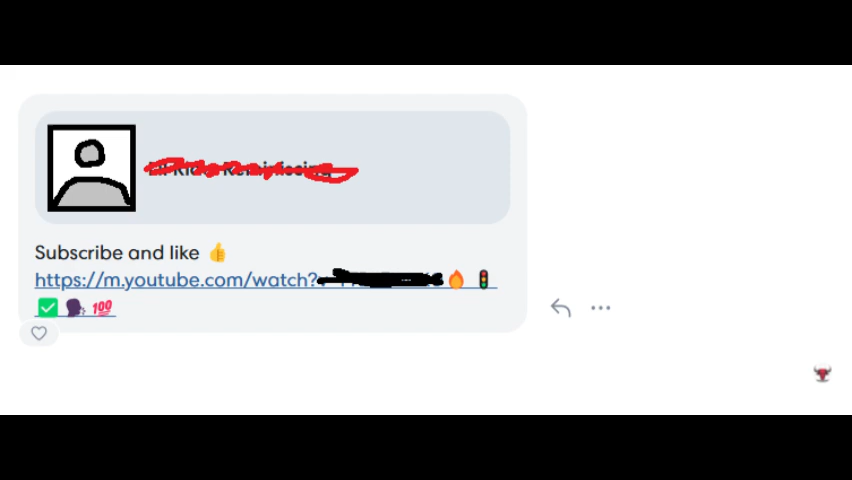 Subscribe and like 👍
https://m.youtube.com/watch? 🔥 🚦
✅ 🗣 💯